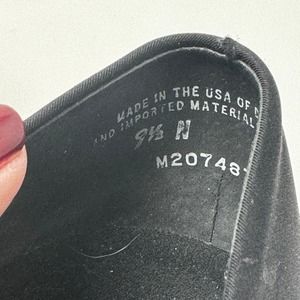 MADE IN THE USA OF D
AND IMPORTED MATERIAL
9½ N
M20748